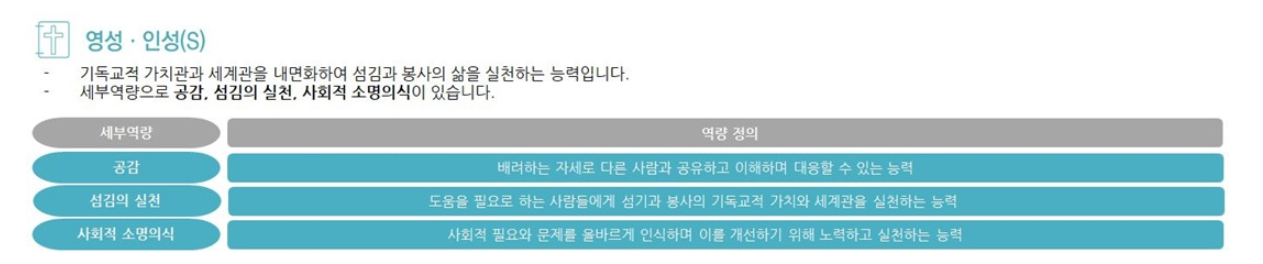 영성 · 인성(S)
- 기독교적 가치관과 세계관을 내면화하여 섬김과 봉사의 삶을 실천하는 능력입니다.
- 세부역량으로 공감, 섬김의 실천, 사회적 소명의식이 있습니다.
세부역량 역량 정의
공감 배려하는 자세로 다른 사람과 공유하고 이해하며 대응할 수 있는 능력
섬김의 실천 도움을 필요로 하는 사람들에게 섬기과 봉사의 기독교적 가치와 세계관을 실천하는 능력
사회적 소명의식 사회적 필요와 문제를 올바르게 인식하며 이를 개선하기 위해 노력하고 실천하는 능력